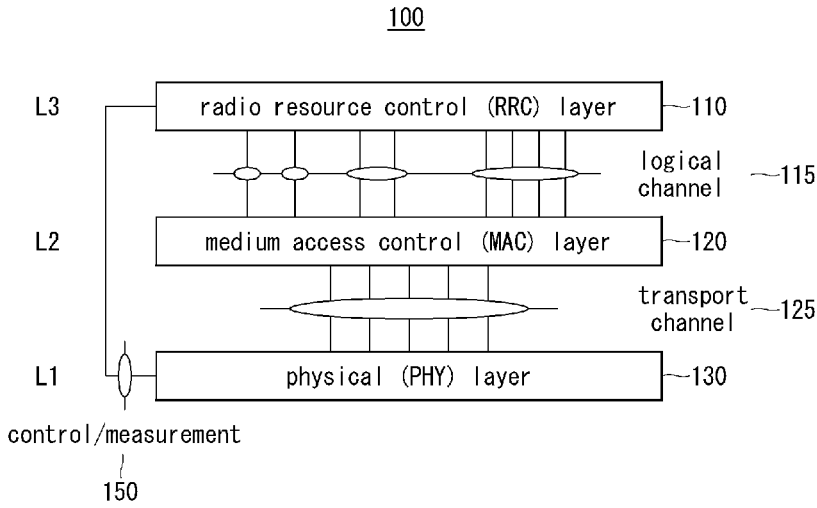 100
L3
radio resource control (RRC) layer
110
logical
channel
115
L2
medium access control (MAC) layer
120
transport
channel
125
L1
physical (PHY) layer
130
control/measurement
150